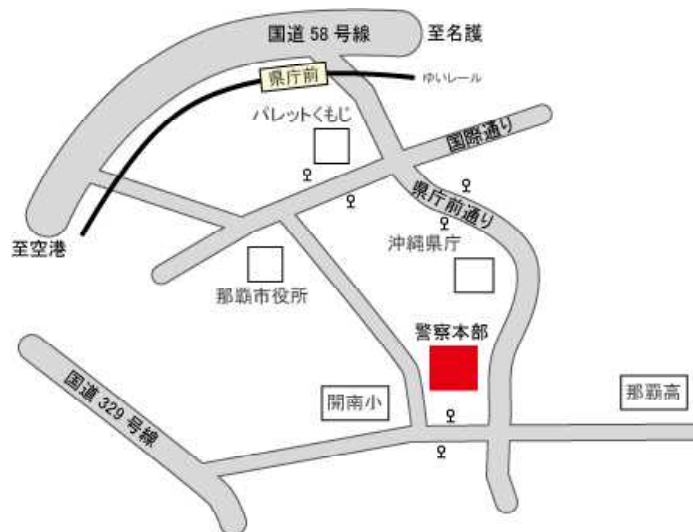 国道 58 号線
至名護
県庁前
ゆいレール
パレットくもじ
国際通り
県庁前通り
至空港
沖縄県庁
那覇市役所
警察本部
国道 329 号線
開南小
那覇高